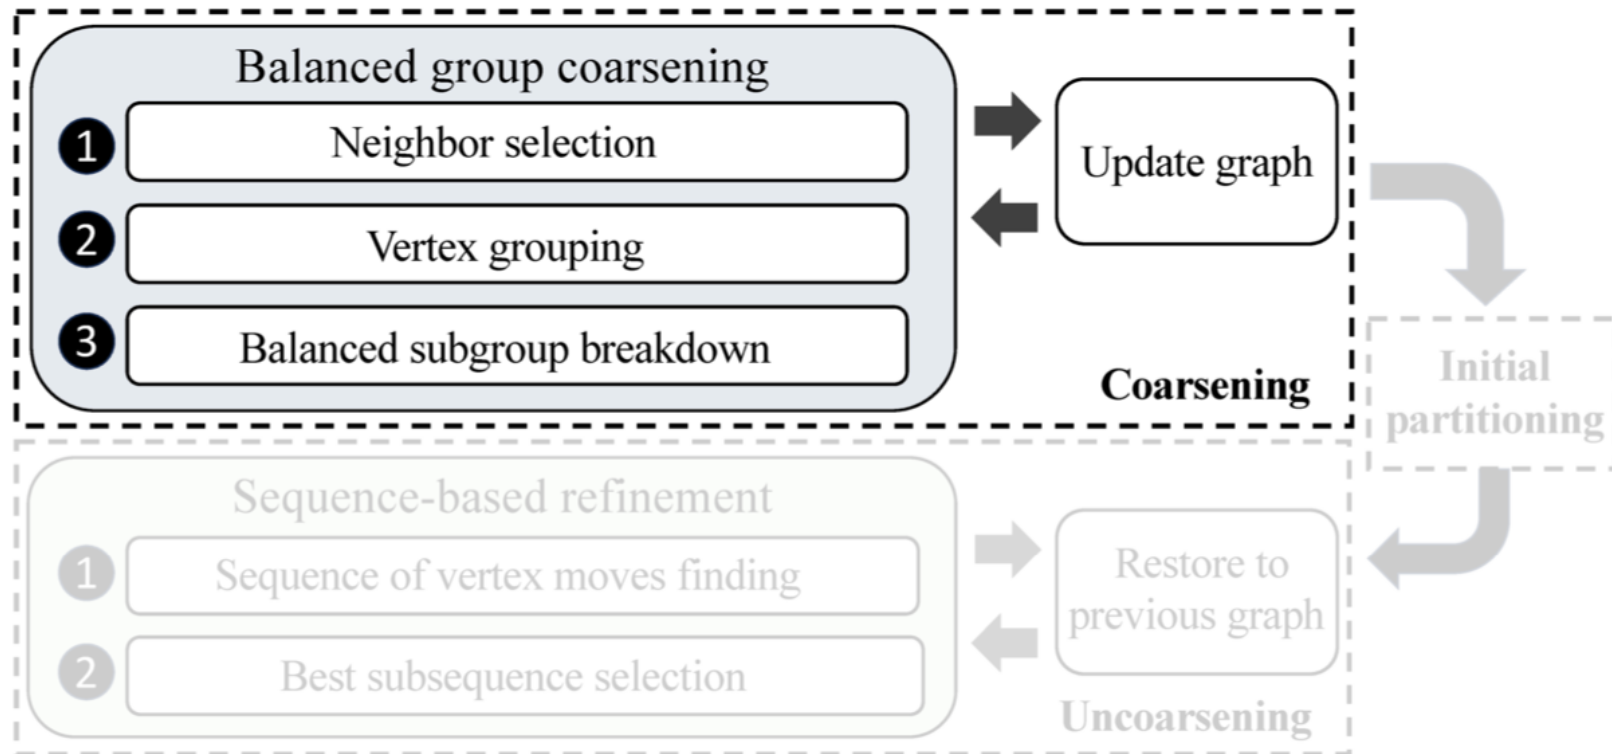 Balanced group coarsening
1 Neighbor selection
2 Vertex grouping
3 Balanced subgroup breakdown
Update graph
Coarsening
Initial
partitioning
Sequence-based refinement
1 Sequence of vertex moves finding
2 Best subsequence selection
Restore to
previous graph
Uncoarsening